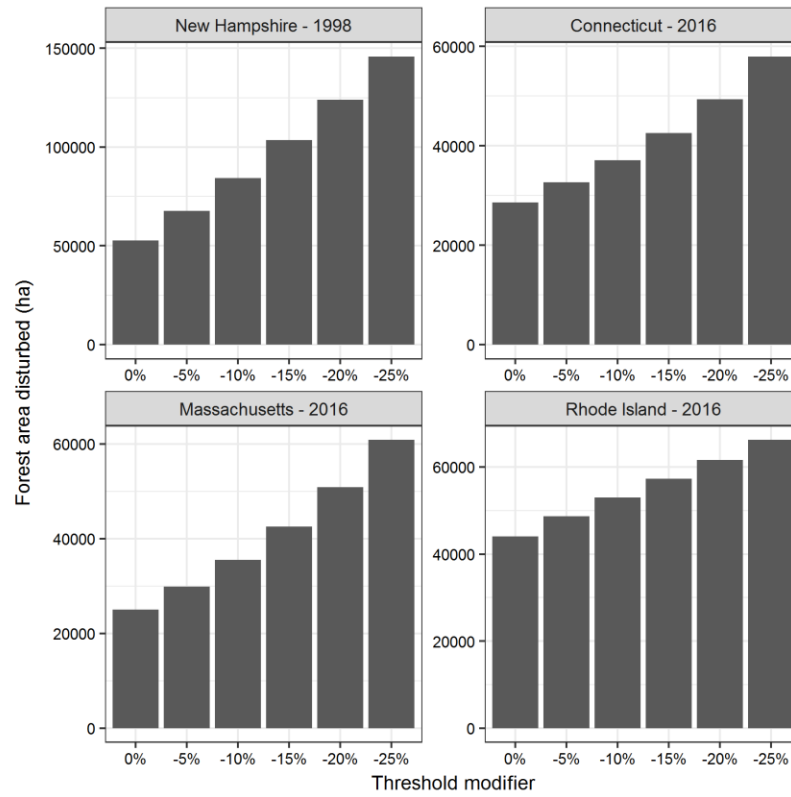 New Hampshire - 1998
150000
100000
50000
0
0% -5% -10% -15% -20% -25%
Connecticut - 2016
60000
40000
20000
0
0% -5% -10% -15% -20% -25%
Forest area disturbed (ha)
Massachusetts - 2016
60000
40000
20000
0
0% -5% -10% -15% -20% -25%
Rhode Island - 2016
60000
40000
20000
0
0% -5% -10% -15% -20% -25%
Threshold modifier